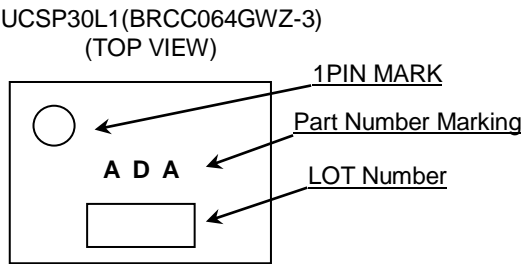 UCSP30L1(BRCC064GWZ-3)
(TOP VIEW)
1PIN MARK
Part Number Marking
A D A
LOT Number